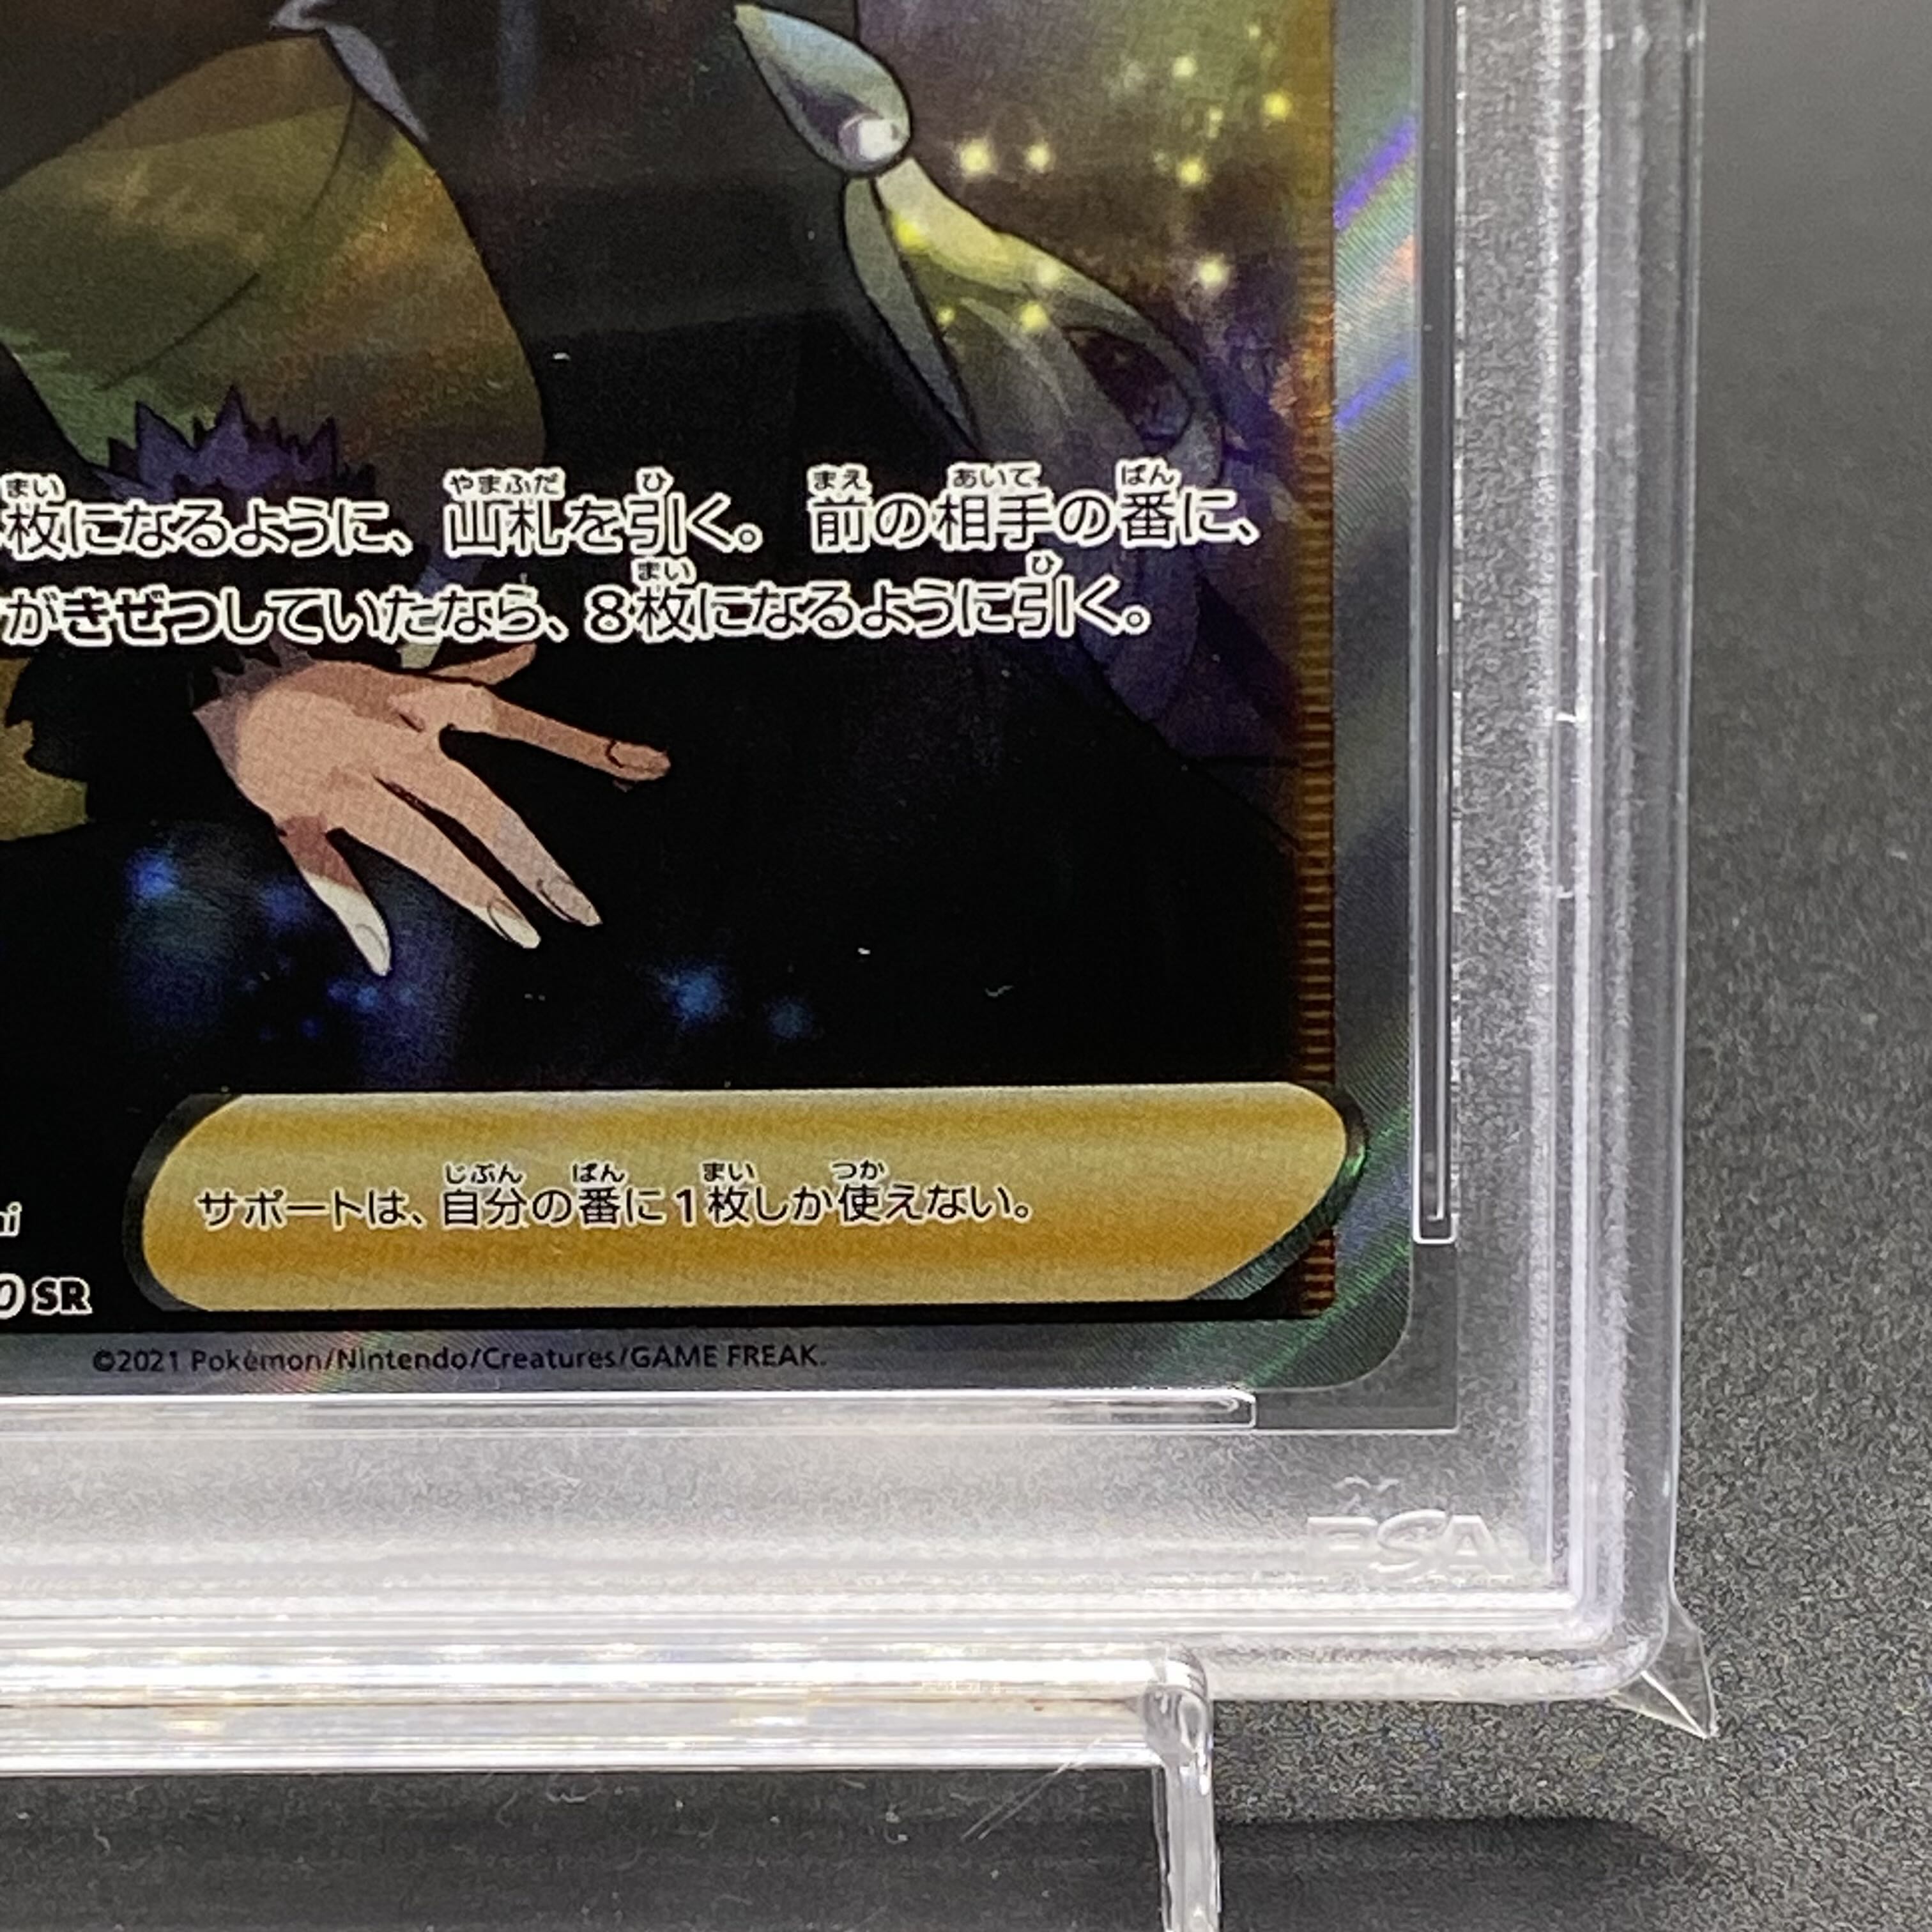 枚になるように、山札を引く。 前の相手の番に、
がきぜつしていたなら、8枚になるように引く。
サポートは、自分の番に1枚しか使えない。
SR
©2021 Pokémon/Nintendo/Creatures/GAME FREAK.
PSA